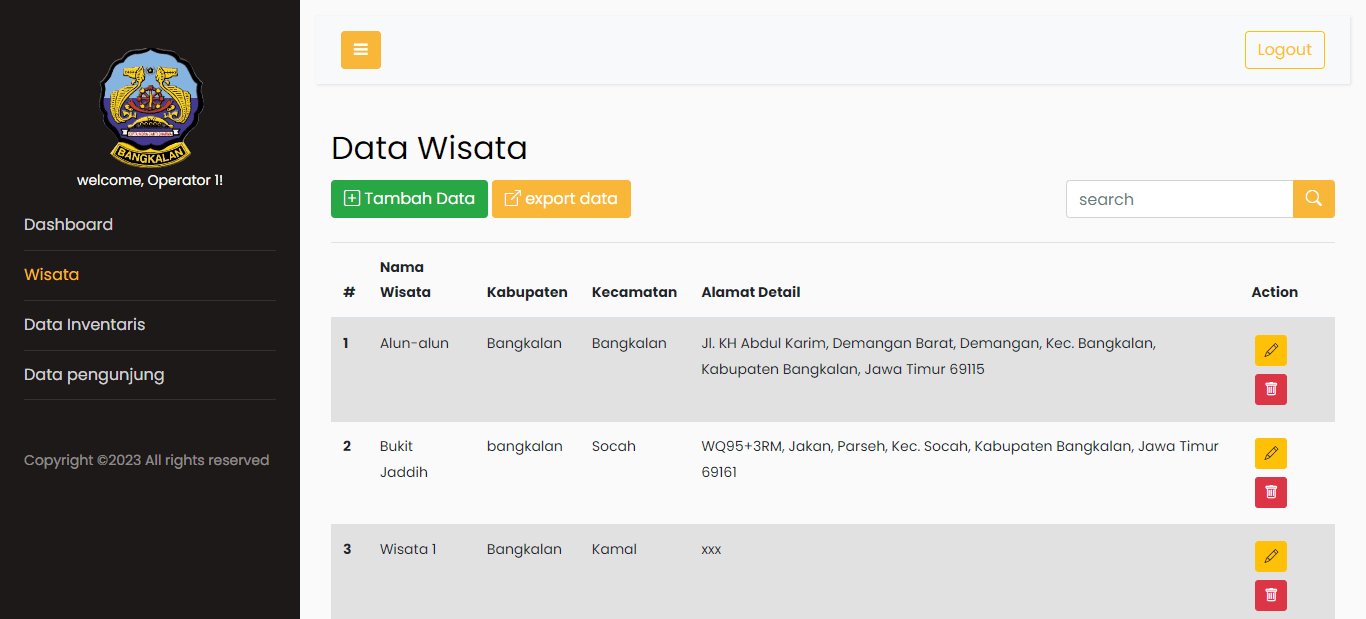 BANGKALAN
welcome, Operator 1!
Dashboard
Wisata
Data Inventaris
Data pengunjung
Copyright ©2023 All rights reserved
Logout
Data Wisata
Tambah Data
export data
search
# Nama Wisata Kabupaten Kecamatan Alamat Detail Action
1 Alun-alun Bangkalan Bangkalan Jl. KH Abdul Karim, Demangan Barat, Demangan, Kec. Bangkalan,
Kabupaten Bangkalan, Jawa Timur 69115
2 Bukit Jaddih bangkalan Socah WQ95+3RM, Jakan, Parseh, Kec. Socah, Kabupaten Bangkalan, Jawa Timur
69161
3 Wisata 1 Bangkalan Kamal xxx